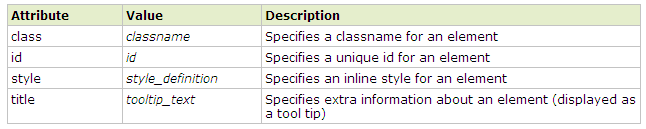 Attribute Value Description
class classname Specifies a classname for an element
id id Specifies a unique id for an element
style style_definition Specifies an inline style for an element
title tooltip_text Specifies extra information about an element (displayed as
a tool tip)